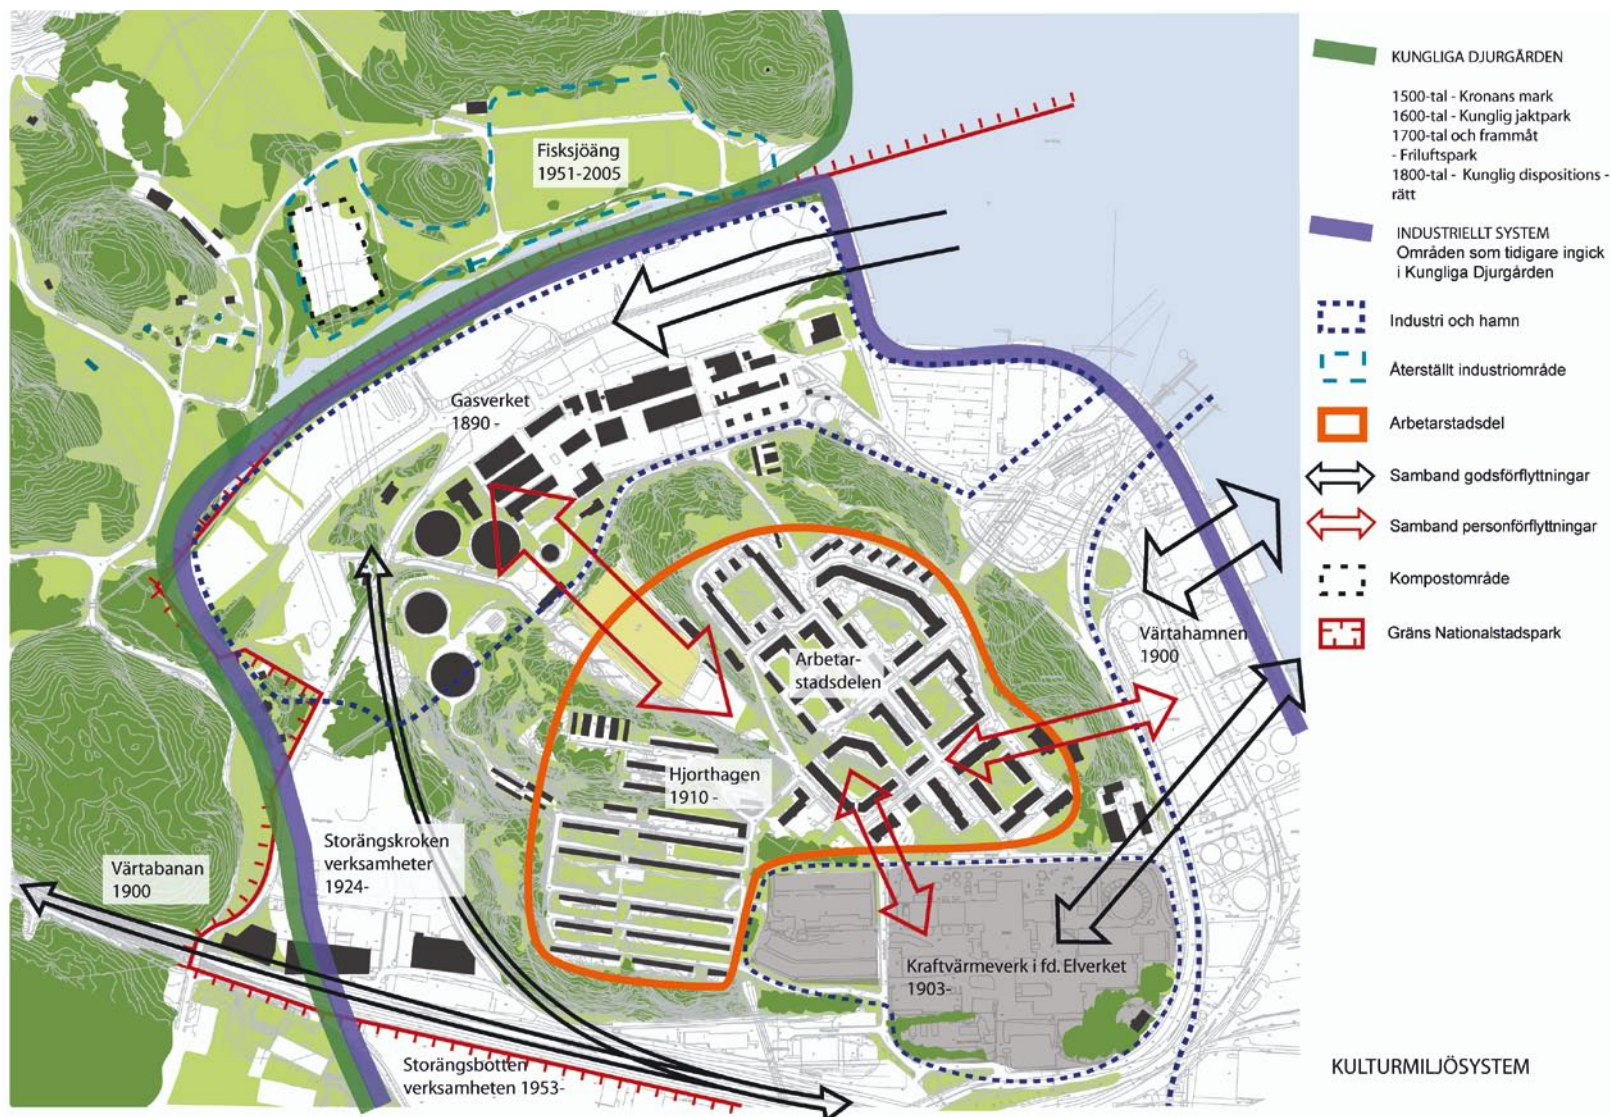 Fisksjöäng
1951-2005
Gasverket
1890 -
Arbetar-
stadsdelen
Värtahamnen
1900
Hjorthagen
1910 -
Storängskroken
verksamheter
1924-
Värtabanan
1900
Kraftvärmeverk i fd. Elverket
1903-
Storängsbotten
verksamheten 1953-
KUNGLIGA DJURGÅRDEN
1500-tal - Kronans mark
1600-tal - Kunglig jaktpark
1700-tal och frammåt
- Friluftspark
1800-tal - Kunglig dispositions -
rätt
INDUSTRIELLT SYSTEM
Områden som tidigare ingick
i Kungliga Djurgården
Industri och hamn
Återställt industriområde
Arbetarstadsdel
Samband godsförflyttningar
Samband personförflyttningar
Kompostområde
Gräns Nationalstadspark
KULTURMILJÖSYSTEM